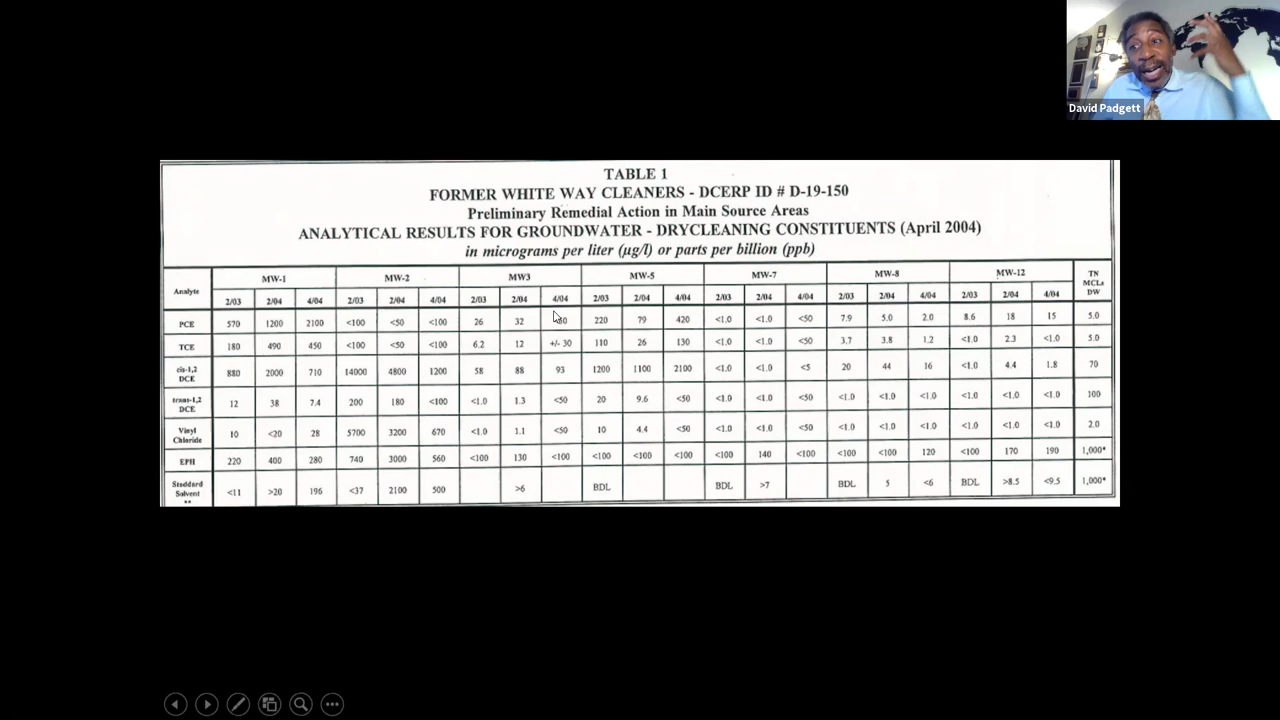 David Padgett
TABLE 1
FORMER WHITE WAY CLEANERS - DCERP ID # D-19-150
Preliminary Remedial Action in Main Source Areas
ANALYTICAL RESULTS FOR GROUNDWATER - DRYCLEANING CONSTITUENTS (April 2004)
in micrograms per liter (µg/l) or parts per billion (ppb)
Analyte MW-1 MW-2 MW3 MW-5 MW-7 MW-8 MW-12 TN MCLs DW
2/03 2/04 4/04 2/03 2/04 4/04 2/03 2/04 4/04 2/03 2/04 4/04 2/03 2/04 4/04 2/03 2/04 4/04 2/03 2/04 4/04
PCE 570 1200 2100 <100 <50 <100 26 32 220 79 420 <1.0 <1.0 <50 7.9 5.0 2.0 8.6 18 15 5.0
TCE 180 490 450 <100 <50 <100 6.2 12 +/- 30 110 26 130 <1.0 <1.0 <50 3.7 3.8 1.2 <1.0 2.3 <1.0 5.0
cis-1,2 DCE 880 2000 710 14000 4800 1200 58 88 93 1200 1100 2100 <1.0 <1.0 <5 20 44 16 <1.0 4.4 1.8 70
trans-1,2 DCE 12 38 7.4 200 180 <100 <1.0 1.3 <50 20 9.6 <50 <1.0 <1.0 <50 <1.0 <1.0 <1.0 <1.0 <1.0 <1.0 100
Vinyl Chloride 10 <20 28 5700 3200 670 <1.0 1.1 <50 10 4.4 <50 <1.0 <1.0 <50 <1.0 <1.0 <1.0 <1.0 <1.0 <1.0 2.0
EPH 220 400 280 740 3000 560 <100 130 <100 <100 <100 <100 <100 140 <100 <100 <100 120 <100 170 190 1,000*
Stoddard Solvent ** <11 >20 196 <37 2100 500 >6 BDL BDL >7 BDL 5 <6 BDL >8.5 <9.5 1,000*